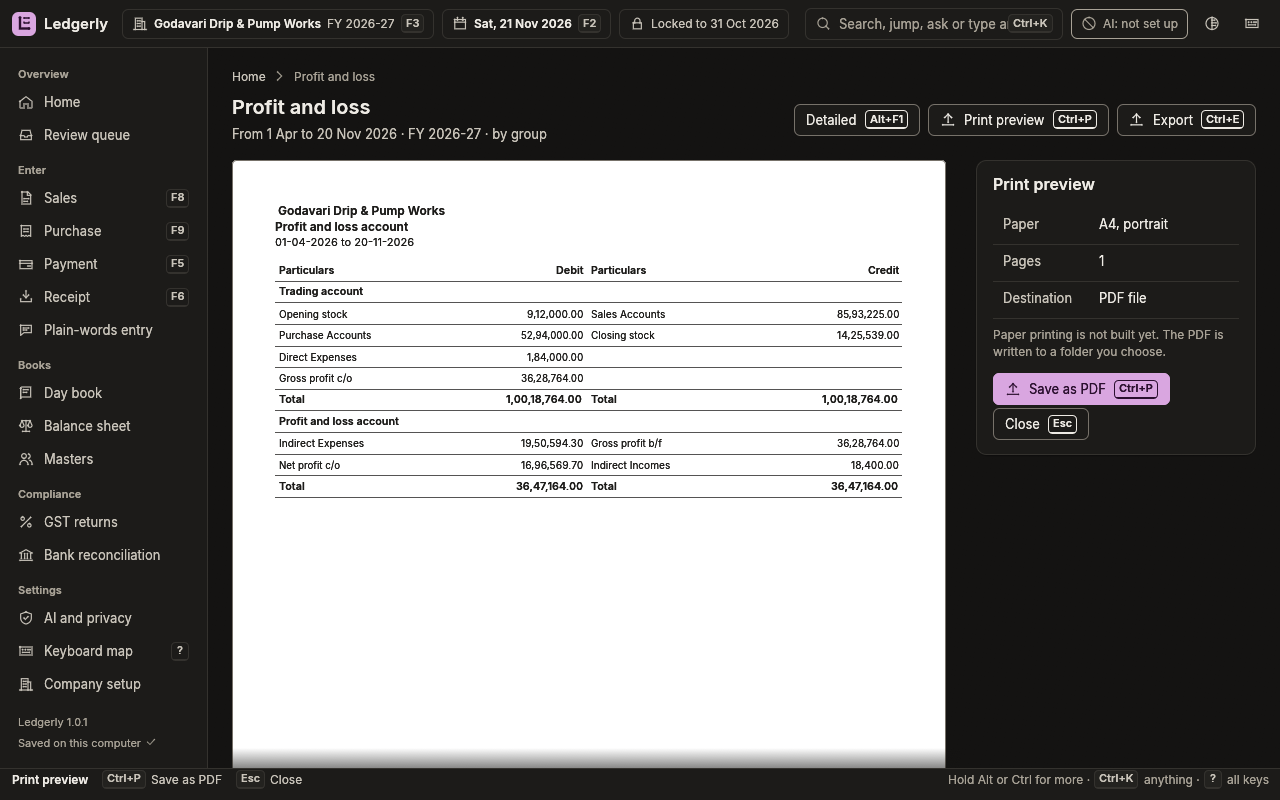 Ledgerly
Godavari Drip & Pump Works FY 2026-27 F3
Sat, 21 Nov 2026 F2
Locked to 31 Oct 2026
Search, jump, ask or type a Ctrl+K
AI: not set up
Overview
Home
Review queue
Enter
Sales F8
Purchase F9
Payment F5
Receipt F6
Plain-words entry
Books
Day book
Balance sheet
Masters
Compliance
GST returns
Bank reconciliation
Settings
AI and privacy
Keyboard map ?
Company setup
Ledgerly 1.0.1
Saved on this computer
Home Profit and loss
Profit and loss
From 1 Apr to 20 Nov 2026 · FY 2026-27 · by group
Detailed Alt+F1
Print preview Ctrl+P
Export Ctrl+E
Godavari Drip & Pump Works
Profit and loss account
01-04-2026 to 20-11-2026
Particulars Debit Particulars Credit
Trading account
Opening stock 9,12,000.00 Sales Accounts 85,93,225.00
Purchase Accounts 52,94,000.00 Closing stock 14,25,539.00
Direct Expenses 1,84,000.00
Gross profit c/o 36,28,764.00
Total 1,00,18,764.00 Total 1,00,18,764.00
Profit and loss account
Indirect Expenses 19,50,594.30 Gross profit b/f 36,28,764.00
Net profit c/o 16,96,569.70 Indirect Incomes 18,400.00
Total 36,47,164.00 Total 36,47,164.00
Print preview
Paper A4, portrait
Pages 1
Destination PDF file
Paper printing is not built yet. The PDF is
written to a folder you choose.
Save as PDF Ctrl+P
Close Esc
Print preview Ctrl+P Save as PDF Esc Close
Hold Alt or Ctrl for more · Ctrl+K anything · ? all keys